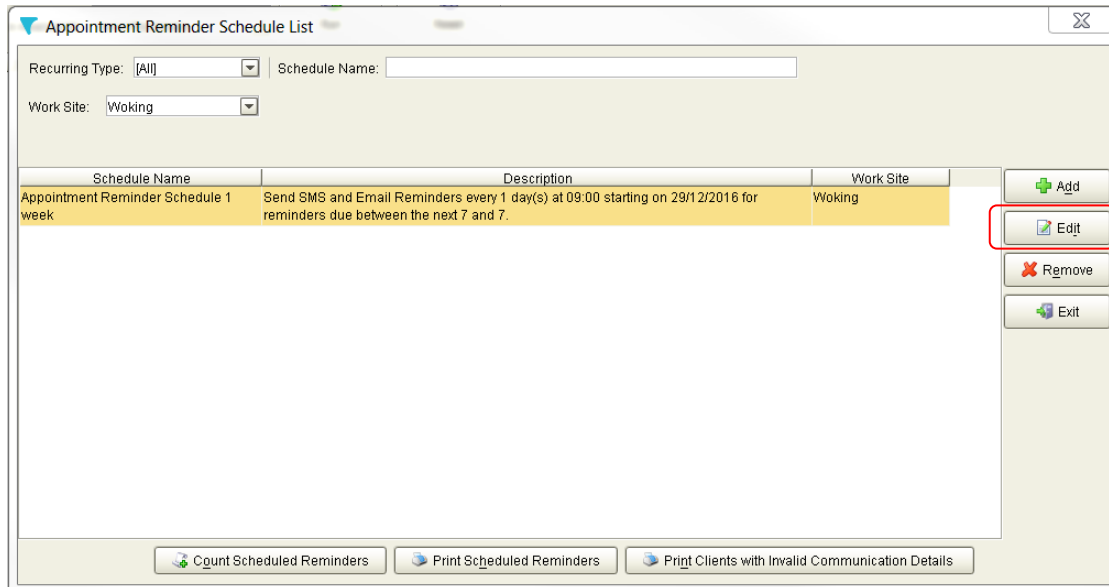 Appointment Reminder Schedule List
Recurring Type: [All] Schedule Name:
Work Site: Woking
Schedule Name Description Work Site
Appointment Reminder Schedule 1 week Send SMS and Email Reminders every 1 day(s) at 09:00 starting on 29/12/2016 for reminders due between the next 7 and 7. Woking
Add
Edit
Remove
Exit
Count Scheduled Reminders Print Scheduled Reminders Print Clients with Invalid Communication Details